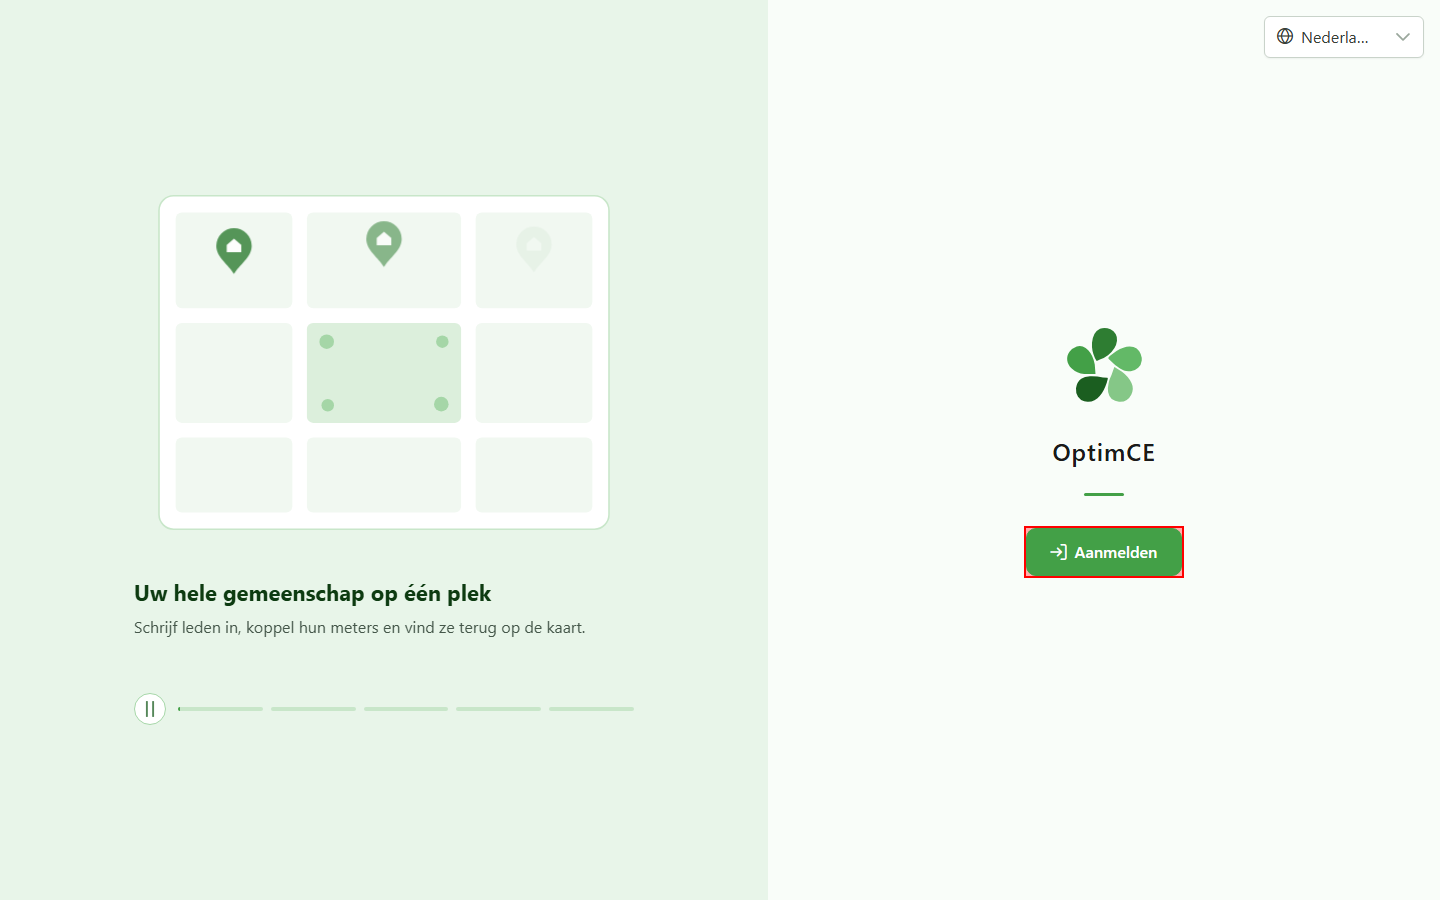 Nederla...
Uw hele gemeenschap op één plek
Schrijf leden in, koppel hun meters en vind ze terug op de kaart.
OptimCE
Aanmelden